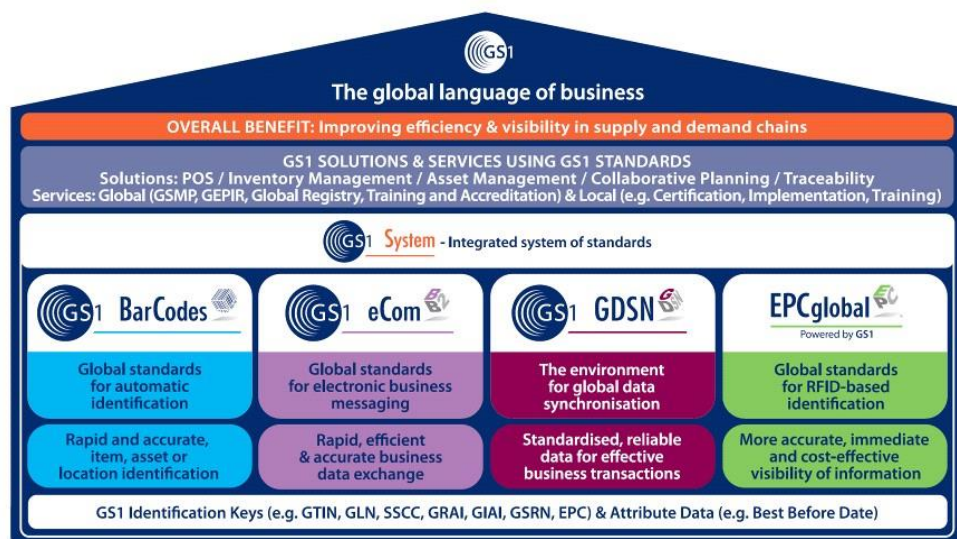 GS1
The global language of business
OVERALL BENEFIT: Improving efficiency & visibility in supply and demand chains
GS1 SOLUTIONS & SERVICES USING GS1 STANDARDS
Solutions: POS / Inventory Management / Asset Management / Collaborative Planning / Traceability
Services: Global (GSMP, GEPIR, Global Registry, Training and Accreditation) & Local (e.g. Certification, Implementation, Training)
GS1 System - Integrated system of standards
GS1 BarCodes
Global standards
for automatic
identification
Rapid and accurate,
item, asset or
location identification
GS1 eCom
Global standards
for electronic business
messaging
Rapid, efficient
& accurate business
data exchange
GS1 GDSN
The environment
for global data
synchronisation
Standardised, reliable
data for effective
business transactions
EPCglobal
Powered by GS1
Global standards
for RFID-based
identification
More accurate, immediate
and cost-effective
visibility of information
GS1 Identification Keys (e.g. GTIN, GLN, SSCC, GRAI, GIAI, GSRN, EPC) & Attribute Data (e.g. Best Before Date)